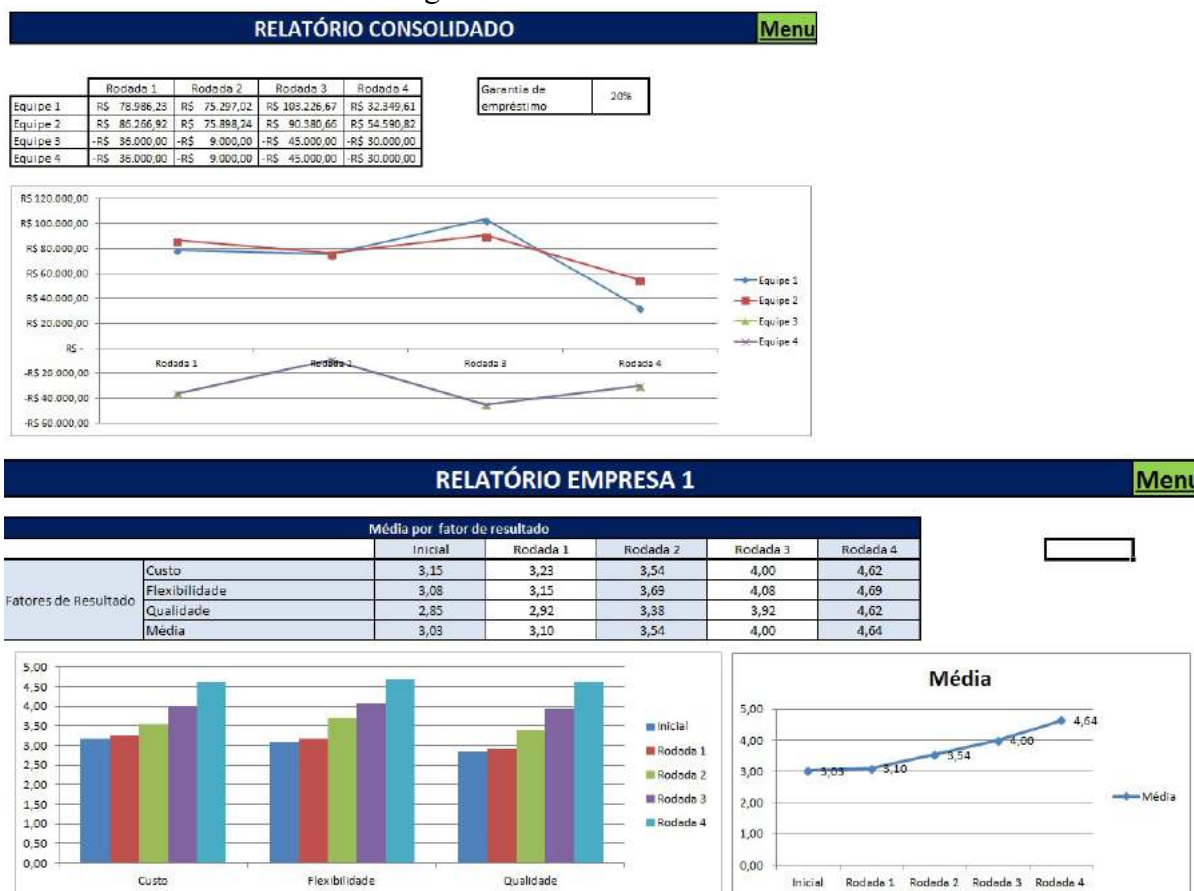 RELATÓRIO CONSOLIDADO Menu
Rodada 1 Rodada 2 Rodada 3 Rodada 4
Equipe 1 R$ 78.986,23 R$ 75.297,02 R$ 103.226,67 R$ 32.349,61
Equipe 2 R$ 86.266,92 R$ 75.898,24 R$ 90.380,66 R$ 54.590,82
Equipe 3 -R$ 36.000,00 -R$ 9.000,00 -R$ 45.000,00 -R$ 30.000,00
Equipe 4 -R$ 36.000,00 -R$ 9.000,00 -R$ 45.000,00 -R$ 30.000,00
Garantia de
empréstimo
20%
R$ 120.000,00
R$ 100.000,00
R$ 80.000,00
R$ 60.000,00
R$ 40.000,00
R$ 20.000,00
R$ -
-R$ 20.000,00
-R$ 40.000,00
-R$ 60.000,00
Rodada 1 Rodada 2 Rodada 3 Rodada 4
Equipe 1
Equipe 2
Equipe 3
Equipe 4
RELATÓRIO EMPRESA 1 Menu
Média por fator de resultado
Inicial Rodada 1 Rodada 2 Rodada 3 Rodada 4
Fatores de Resultado
Custo 3,15 3,23 3,54 4,00 4,62
Flexibilidade 3,08 3,15 3,69 4,08 4,69
Qualidade 2,85 2,92 3,38 3,92 4,62
Média 3,03 3,10 3,54 4,00 4,64
5,00
4,50
4,00
3,50
3,00
2,50
2,00
1,50
1,00
0,50
0,00
Custo Flexibilidade Qualidade
Inicial
Rodada 1
Rodada 2
Rodada 3
Rodada 4
Média
5,00
4,00
3,00
2,00
1,00
0,00
3,03 3,10 3,54 4,00 4,64
Inicial Rodada 1 Rodada 2 Rodada 3 Rodada 4
Média